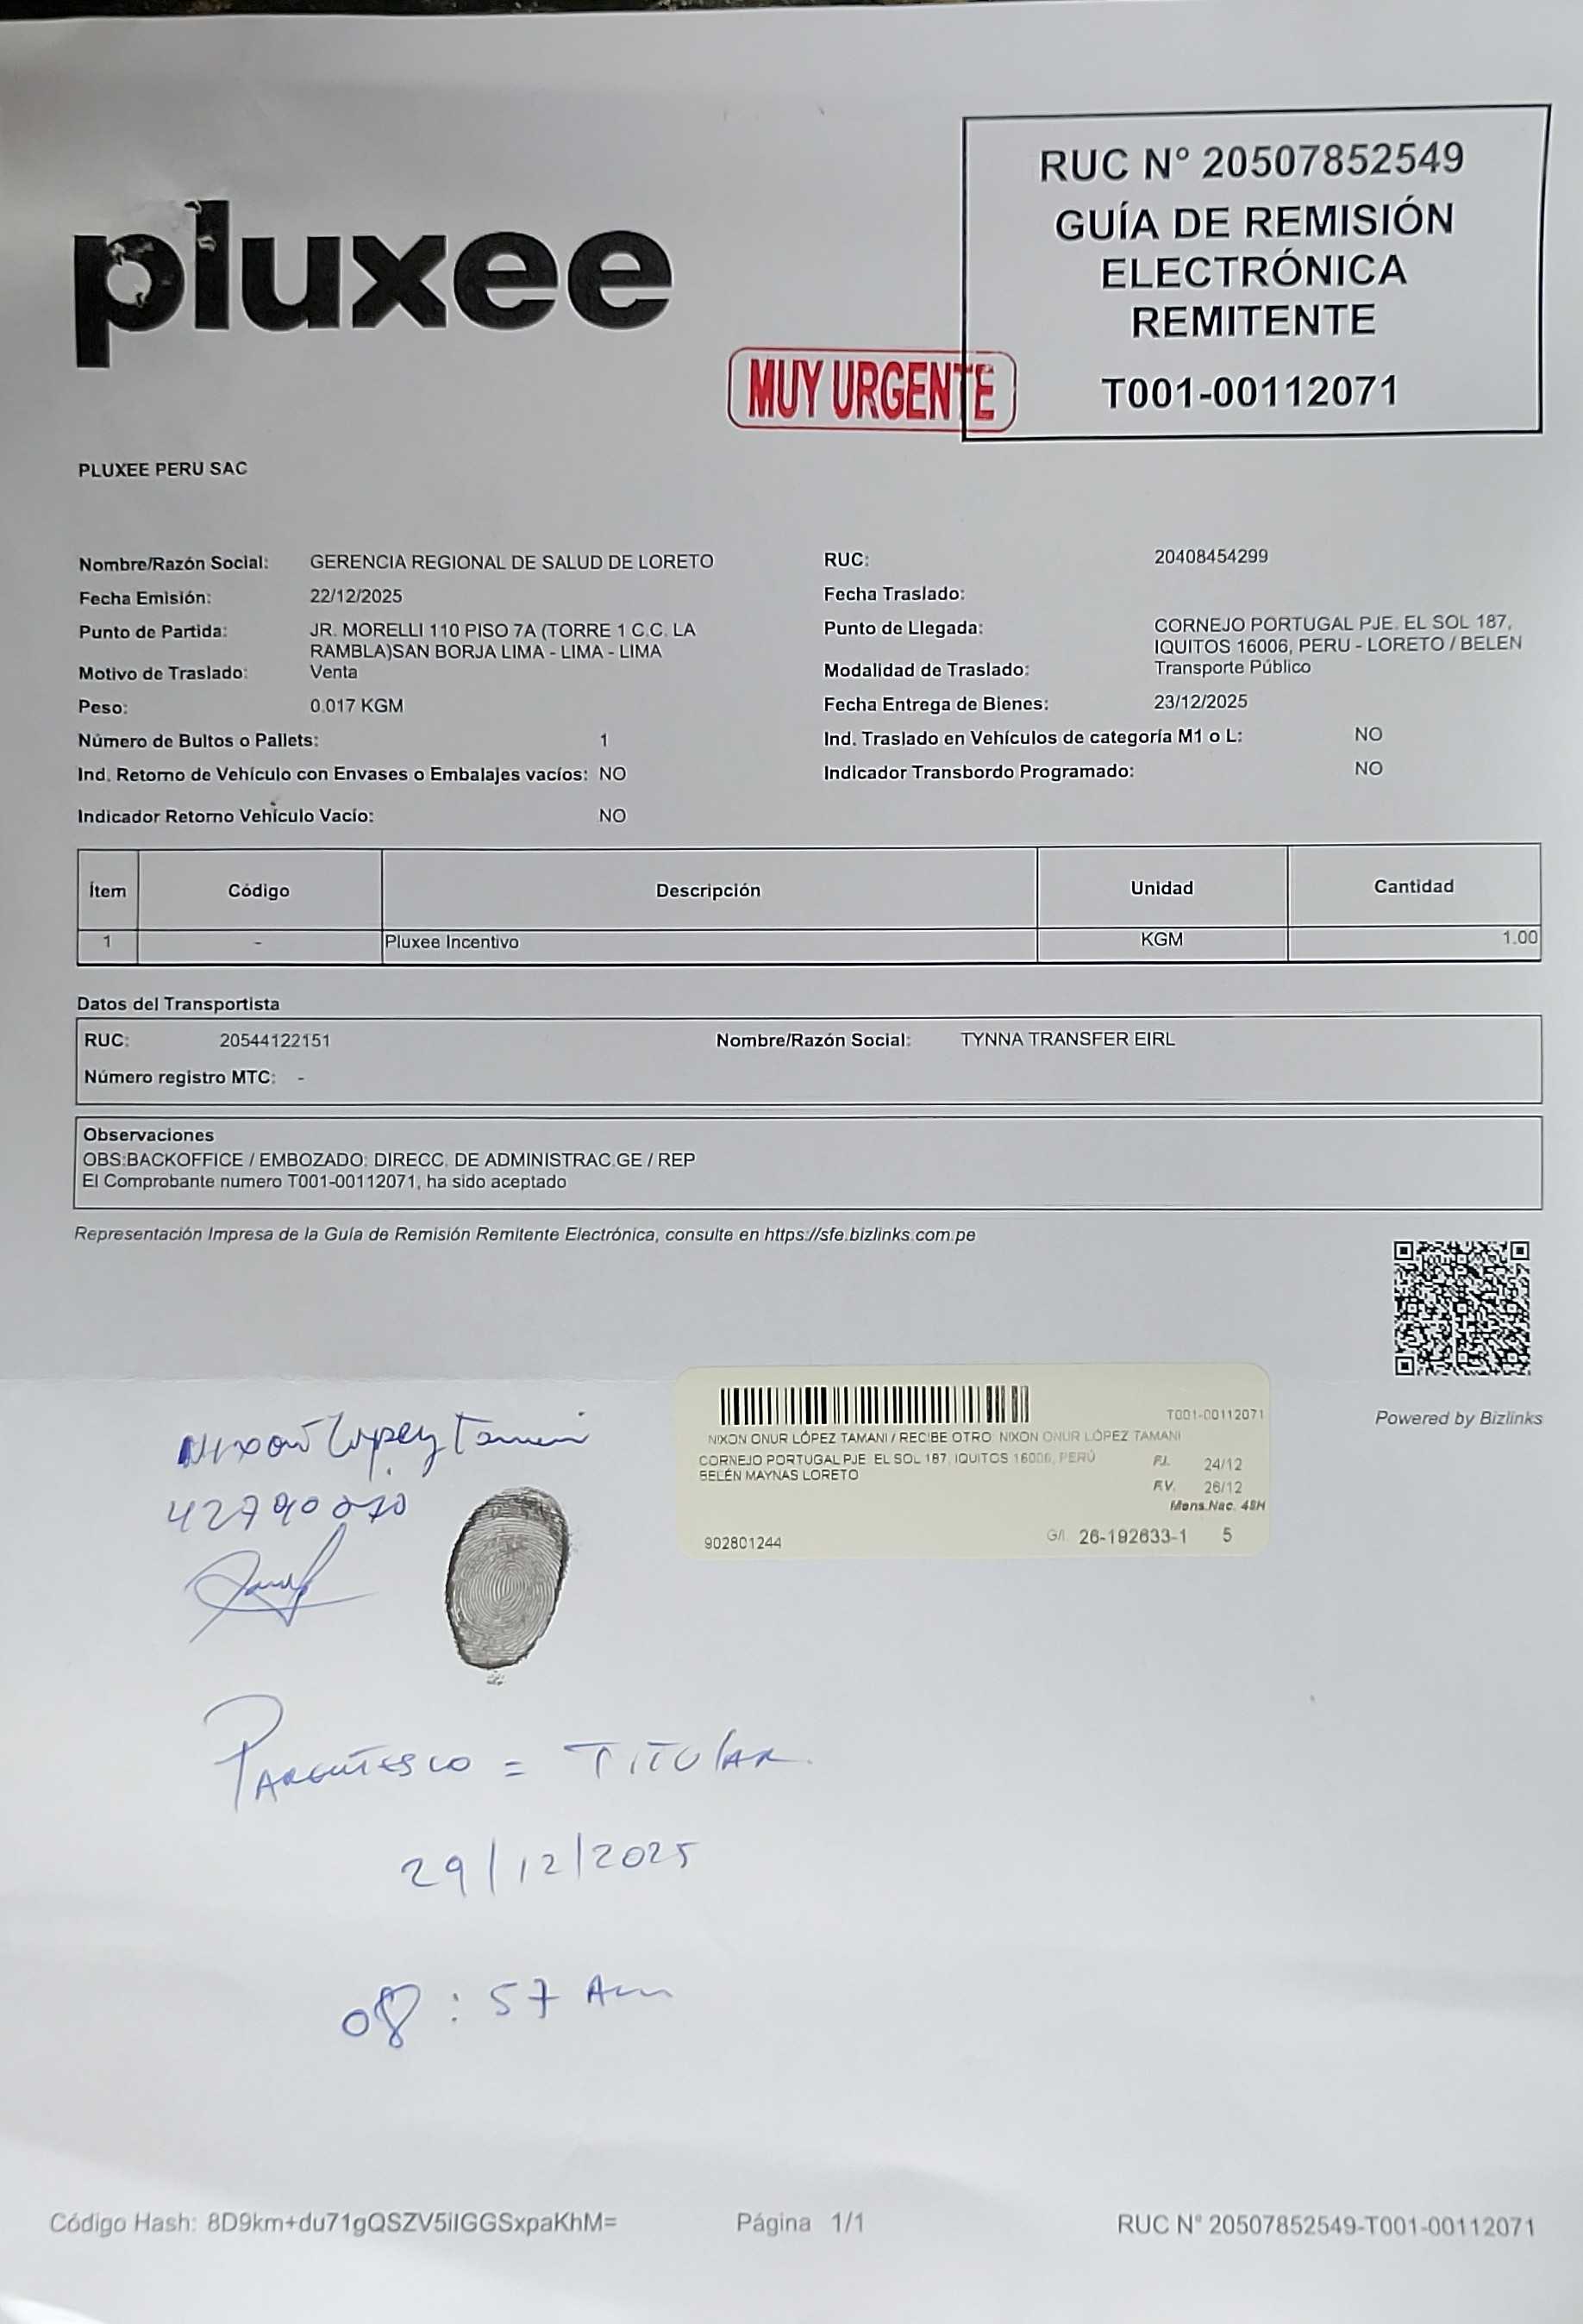 pluxee
RUC N° 20507852549
GUÍA DE REMISIÓN
ELECTRÓNICA
REMITENTE
T001-00112071
MUY URGENTE
PLUXEE PERU SAC
Nombre/Razón Social: GERENCIA REGIONAL DE SALUD DE LORETO RUC: 20408454299
Fecha Emisión: 22/12/2025 Fecha Traslado:
Punto de Partida: JR. MORELLI 110 PISO 7A (TORRE 1 C.C. LA Punto de Llegada: CORNEJO PORTUGAL PJE. EL SOL 187,
RAMBLA)SAN BORJA LIMA - LIMA - LIMA IQUITOS 16006, PERU - LORETO / BELEN
Motivo de Traslado: Venta Modalidad de Traslado: Transporte Público
Peso: 0.017 KGM Fecha Entrega de Bienes: 23/12/2025
Número de Bultos o Pallets: 1 Ind. Traslado en Vehículos de categoría M1 o L: NO
Ind. Retorno de Vehículo con Envases o Embalajes vacíos: NO Indicador Transbordo Programado: NO
Indicador Retorno Vehículo Vacío: NO
Ítem Código Descripción Unidad Cantidad
1 - Pluxee Incentivo KGM 1.00
Datos del Transportista
RUC: 20544122151 Nombre/Razón Social: TYNNA TRANSFER EIRL
Número registro MTC: -
Observaciones
OBS:BACKOFFICE / EMBOZADO: DIRECC. DE ADMINISTRAC.GE / REP
El Comprobante numero T001-00112071, ha sido aceptado
Representación Impresa de la Guía de Remisión Remitente Electrónica, consulte en https://sfe.bizlinks.com.pe
Powered by Bizlinks
T001-00112071
NIXON ONUR LÓPEZ TAMANI / RECIBE OTRO: NIXON ONUR LÓPEZ TAMANI
CORNEJO PORTUGAL PJE. EL SOL 187, IQUITOS 16006, PERÚ F.I. 24/12
BELÉN MAYNAS LORETO
F.V. 26/12
Mens.Nac. 48H
902801244 G/I. 26-192633-1 5
Nixon Lopez Tamani
Parentesco = Titular.
29/12/2025
08:57 Am
Código Hash: 8D9km+du71gQSZV5iIGGSxpaKhM= Página 1/1 RUC N° 20507852549-T001-00112071